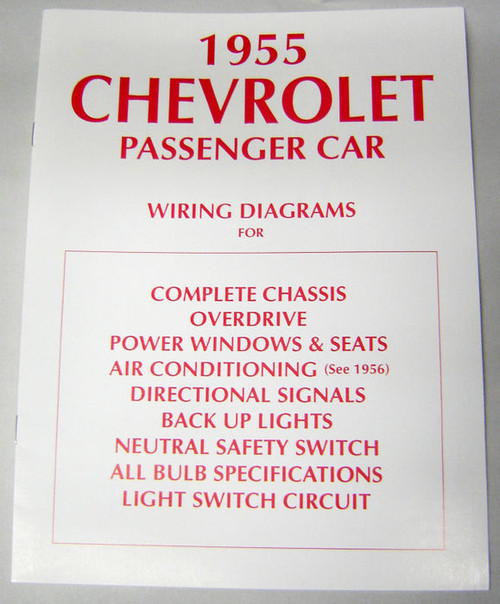 1955
CHEVROLET
PASSENGER CAR
WIRING DIAGRAMS
FOR
COMPLETE CHASSIS
OVERDRIVE
POWER WINDOWS & SEATS
AIR CONDITIONING (See 1956)
DIRECTIONAL SIGNALS
BACK UP LIGHTS
NEUTRAL SAFETY SWITCH
ALL BULB SPECIFICATIONS
LIGHT SWITCH CIRCUIT